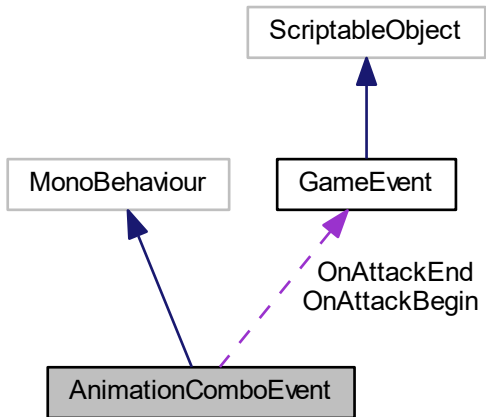 ScriptableObject
MonoBehaviour
GameEvent
OnAttackEnd
OnAttackBegin
AnimationComboEvent